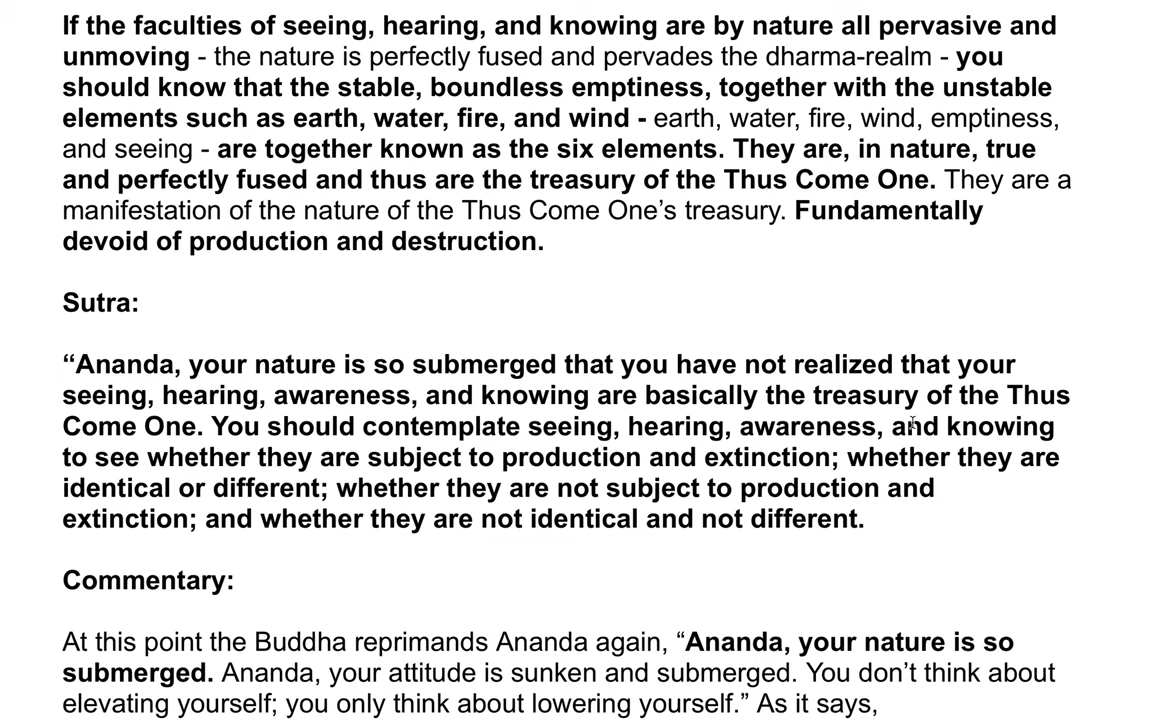 If the faculties of seeing, hearing, and knowing are by nature all pervasive and
unmoving - the nature is perfectly fused and pervades the dharma-realm - you
should know that the stable, boundless emptiness, together with the unstable
elements such as earth, water, fire, and wind - earth, water, fire, wind, emptiness,
and seeing - are together known as the six elements. They are, in nature, true
and perfectly fused and thus are the treasury of the Thus Come One. They are a
manifestation of the nature of the Thus Come One’s treasury. Fundamentally
devoid of production and destruction.
Sutra:
“Ananda, your nature is so submerged that you have not realized that your
seeing, hearing, awareness, and knowing are basically the treasury of the Thus
Come One. You should contemplate seeing, hearing, awareness, and knowing
to see whether they are subject to production and extinction; whether they are
identical or different; whether they are not subject to production and
extinction; and whether they are not identical and not different.
Commentary:
At this point the Buddha reprimands Ananda again, “Ananda, your nature is so
submerged. Ananda, your attitude is sunken and submerged. You don’t think about
elevating yourself; you only think about lowering yourself.” As it says,